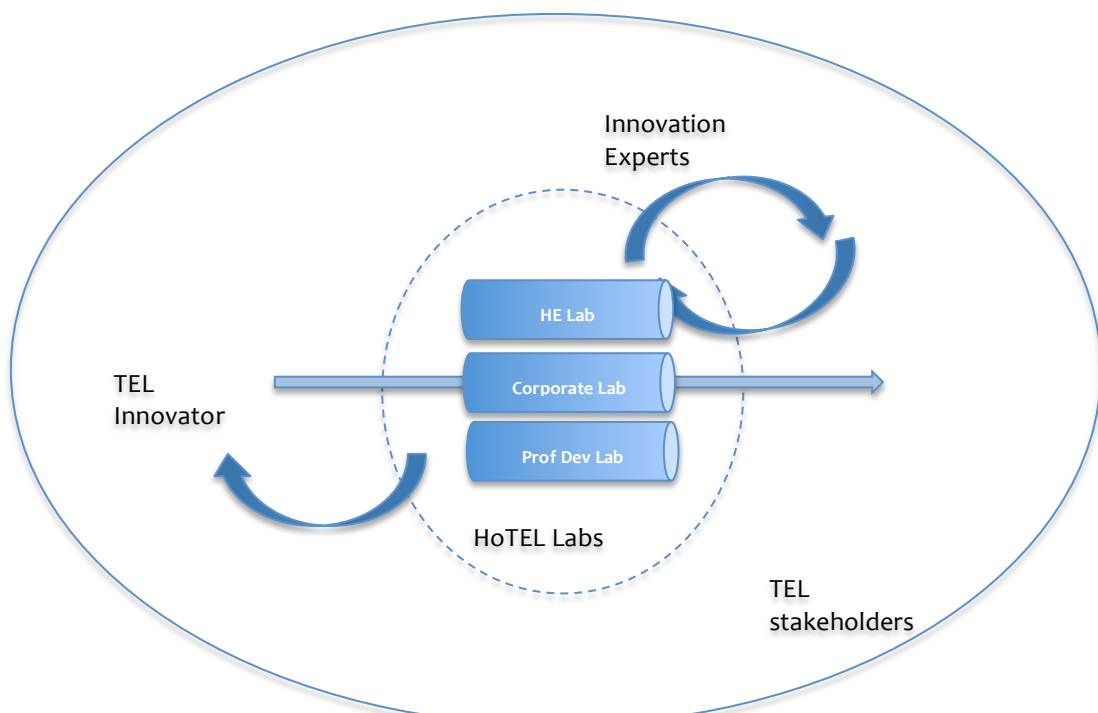 Innovation
Experts
HE Lab
TEL
Innovator
Corporate Lab
Prof Dev Lab
HoTEL Labs
TEL
stakeholders